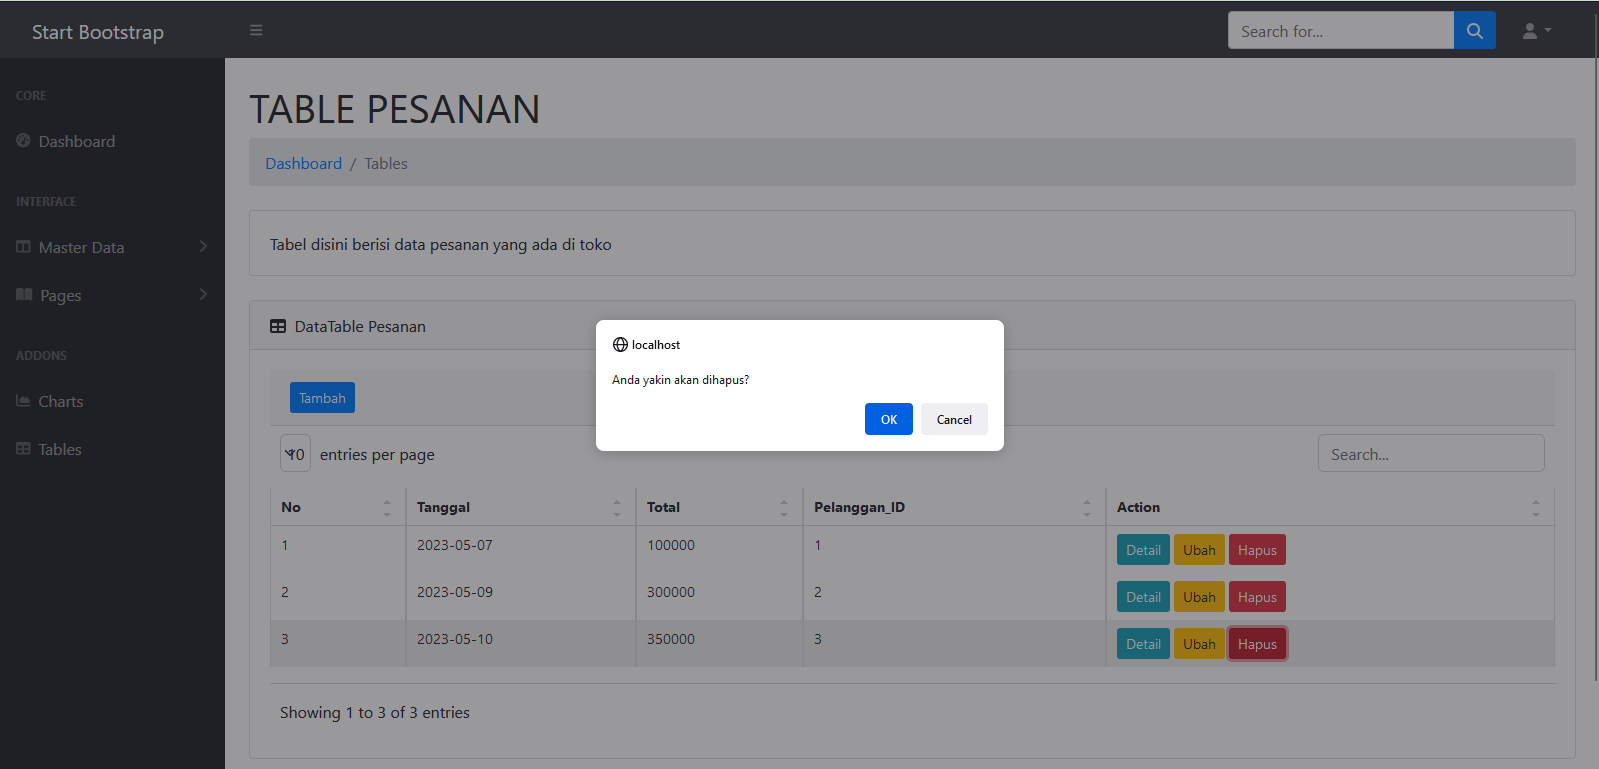 Start Bootstrap
Search for...
CORE
Dashboard
INTERFACE
Master Data
Pages
ADDONS
Charts
Tables
TABLE PESANAN
Dashboard / Tables
Tabel disini berisi data pesanan yang ada di toko
DataTable Pesanan
localhost
Anda yakin akan dihapus?
OK Cancel
Tambah
10 entries per page
Search...
No Tanggal Total Pelanggan_ID Action
1 2023-05-07 100000 1 Detail Ubah Hapus
2 2023-05-09 300000 2 Detail Ubah Hapus
3 2023-05-10 350000 3 Detail Ubah Hapus
Showing 1 to 3 of 3 entries